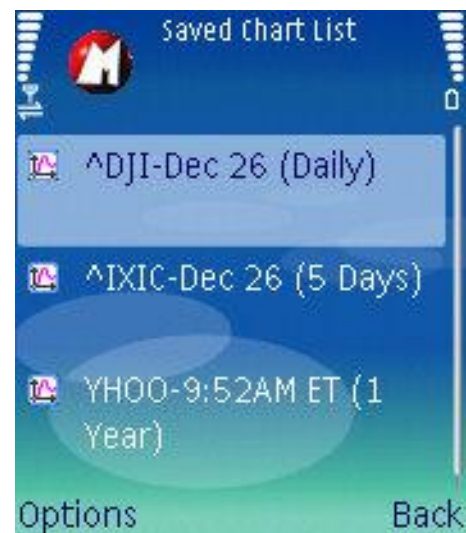 Saved Chart List
^DJI-Dec 26 (Daily)
^IXIC-Dec 26 (5 Days)
YHOO-9:52AM ET (1
Year)
Options
Back